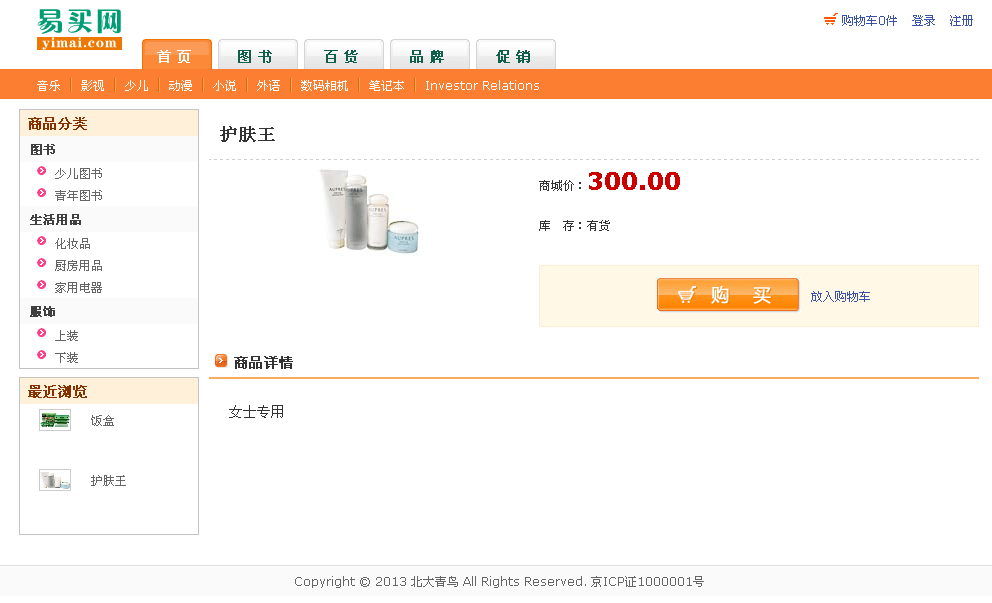 易买网
yimai.com
购物车0件 登录 注册
首页 图书 百货 品牌 促销
音乐 影视 少儿 动漫 小说 外语 数码相机 笔记本 Investor Relations
商品分类
图书
少儿图书
青年图书
生活用品
化妆品
厨房用品
家用电器
服饰
上装
下装
最近浏览
饭盒
护肤王
护肤王
AUPRES
AUPRES
AUPRES
AUPRES
商城价：300.00
库 存：有货
购 买 放入购物车
商品详情
女士专用
Copyright © 2013 北大青鸟 All Rights Reserved. 京ICP证1000001号